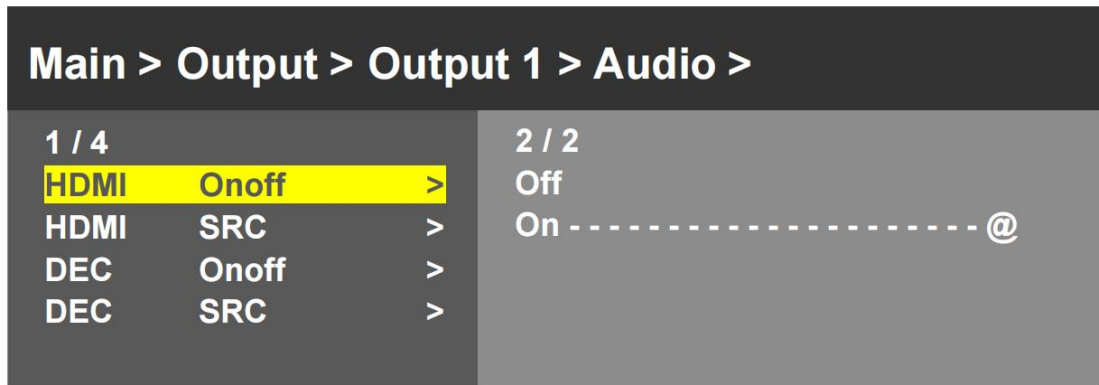 Main > Output > Output 1 > Audio >
1 / 4
HDMI Onoff >
HDMI SRC >
DEC Onoff >
DEC SRC >
2 / 2
Off
On - - - - - - - - - - - - - - - - - - - - - @